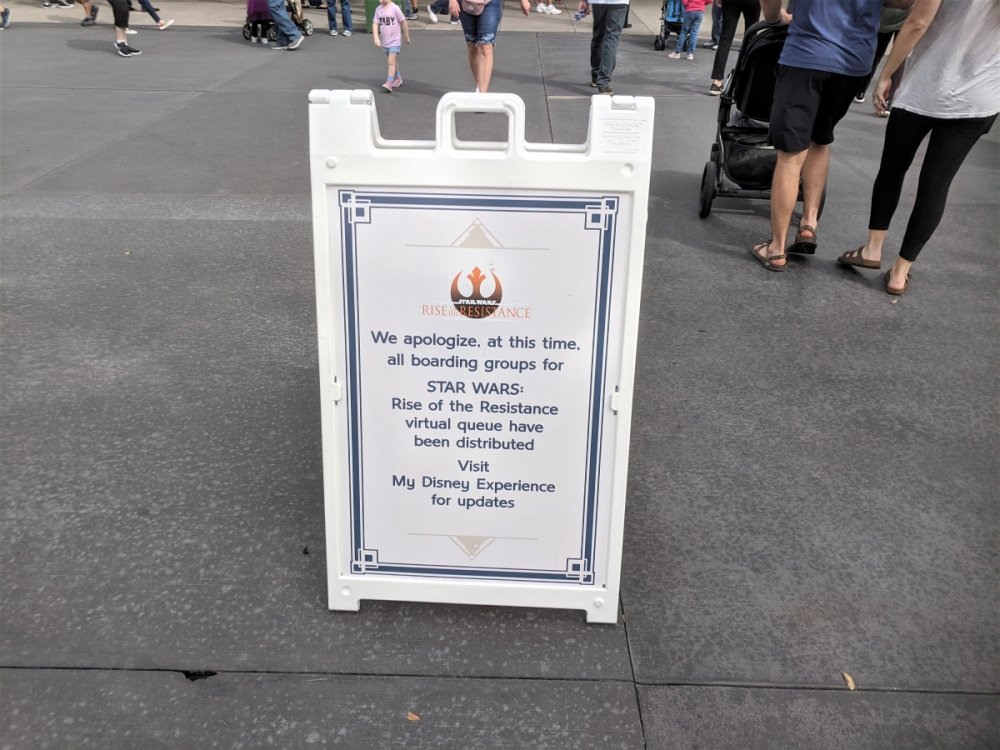 BABY
STAR WARS
RISE OF THE RESISTANCE
We apologize, at this time,
all boarding groups for
STAR WARS:
Rise of the Resistance
virtual queue have
been distributed
Visit
My Disney Experience
for updates